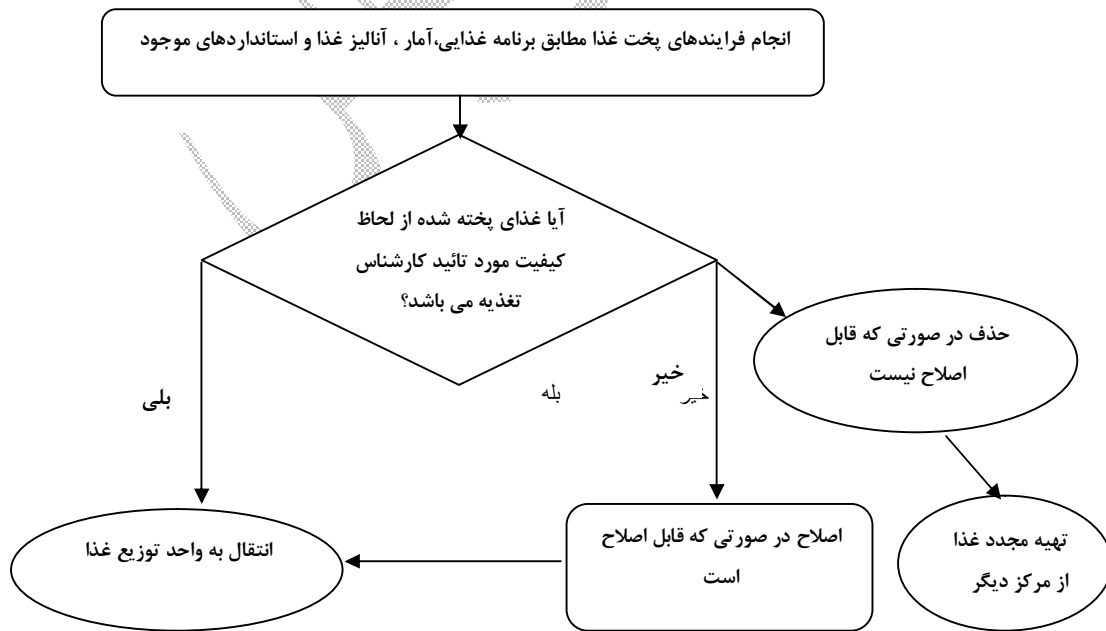 انجام فرایندهای پخت غذا مطابق برنامه غذایی،آمار ، آنالیز غذا و استانداردهای موجود
آیا غذای پخته شده از لحاظ
کیفیت مورد تائید کارشناس
تغذیه می باشد؟
حذف در صورتی که قابل
اصلاح نیست
خیر
خیر
بله
بلی
تهیه مجدد غذا
از مرکز دیگر
اصلاح در صورتی که قابل اصلاح
است
انتقال به واحد توزیع غذا